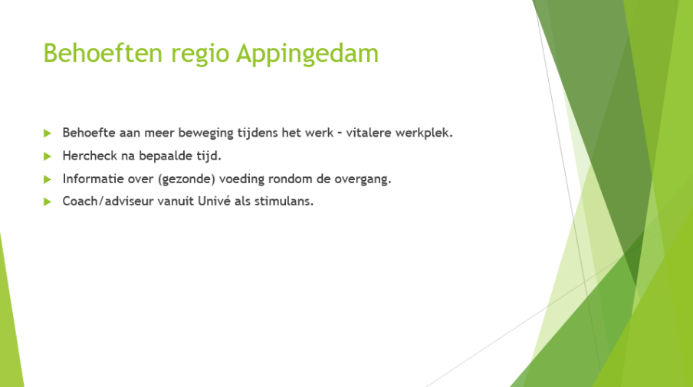 Behoeften regio Appingedam
Behoefte aan meer beweging tijdens het werk – vitalere werkplek.
Hercheck na bepaalde tijd.
Informatie over (gezonde) voeding rondom de overgang.
Coach/adviseur vanuit Univé als stimulans.